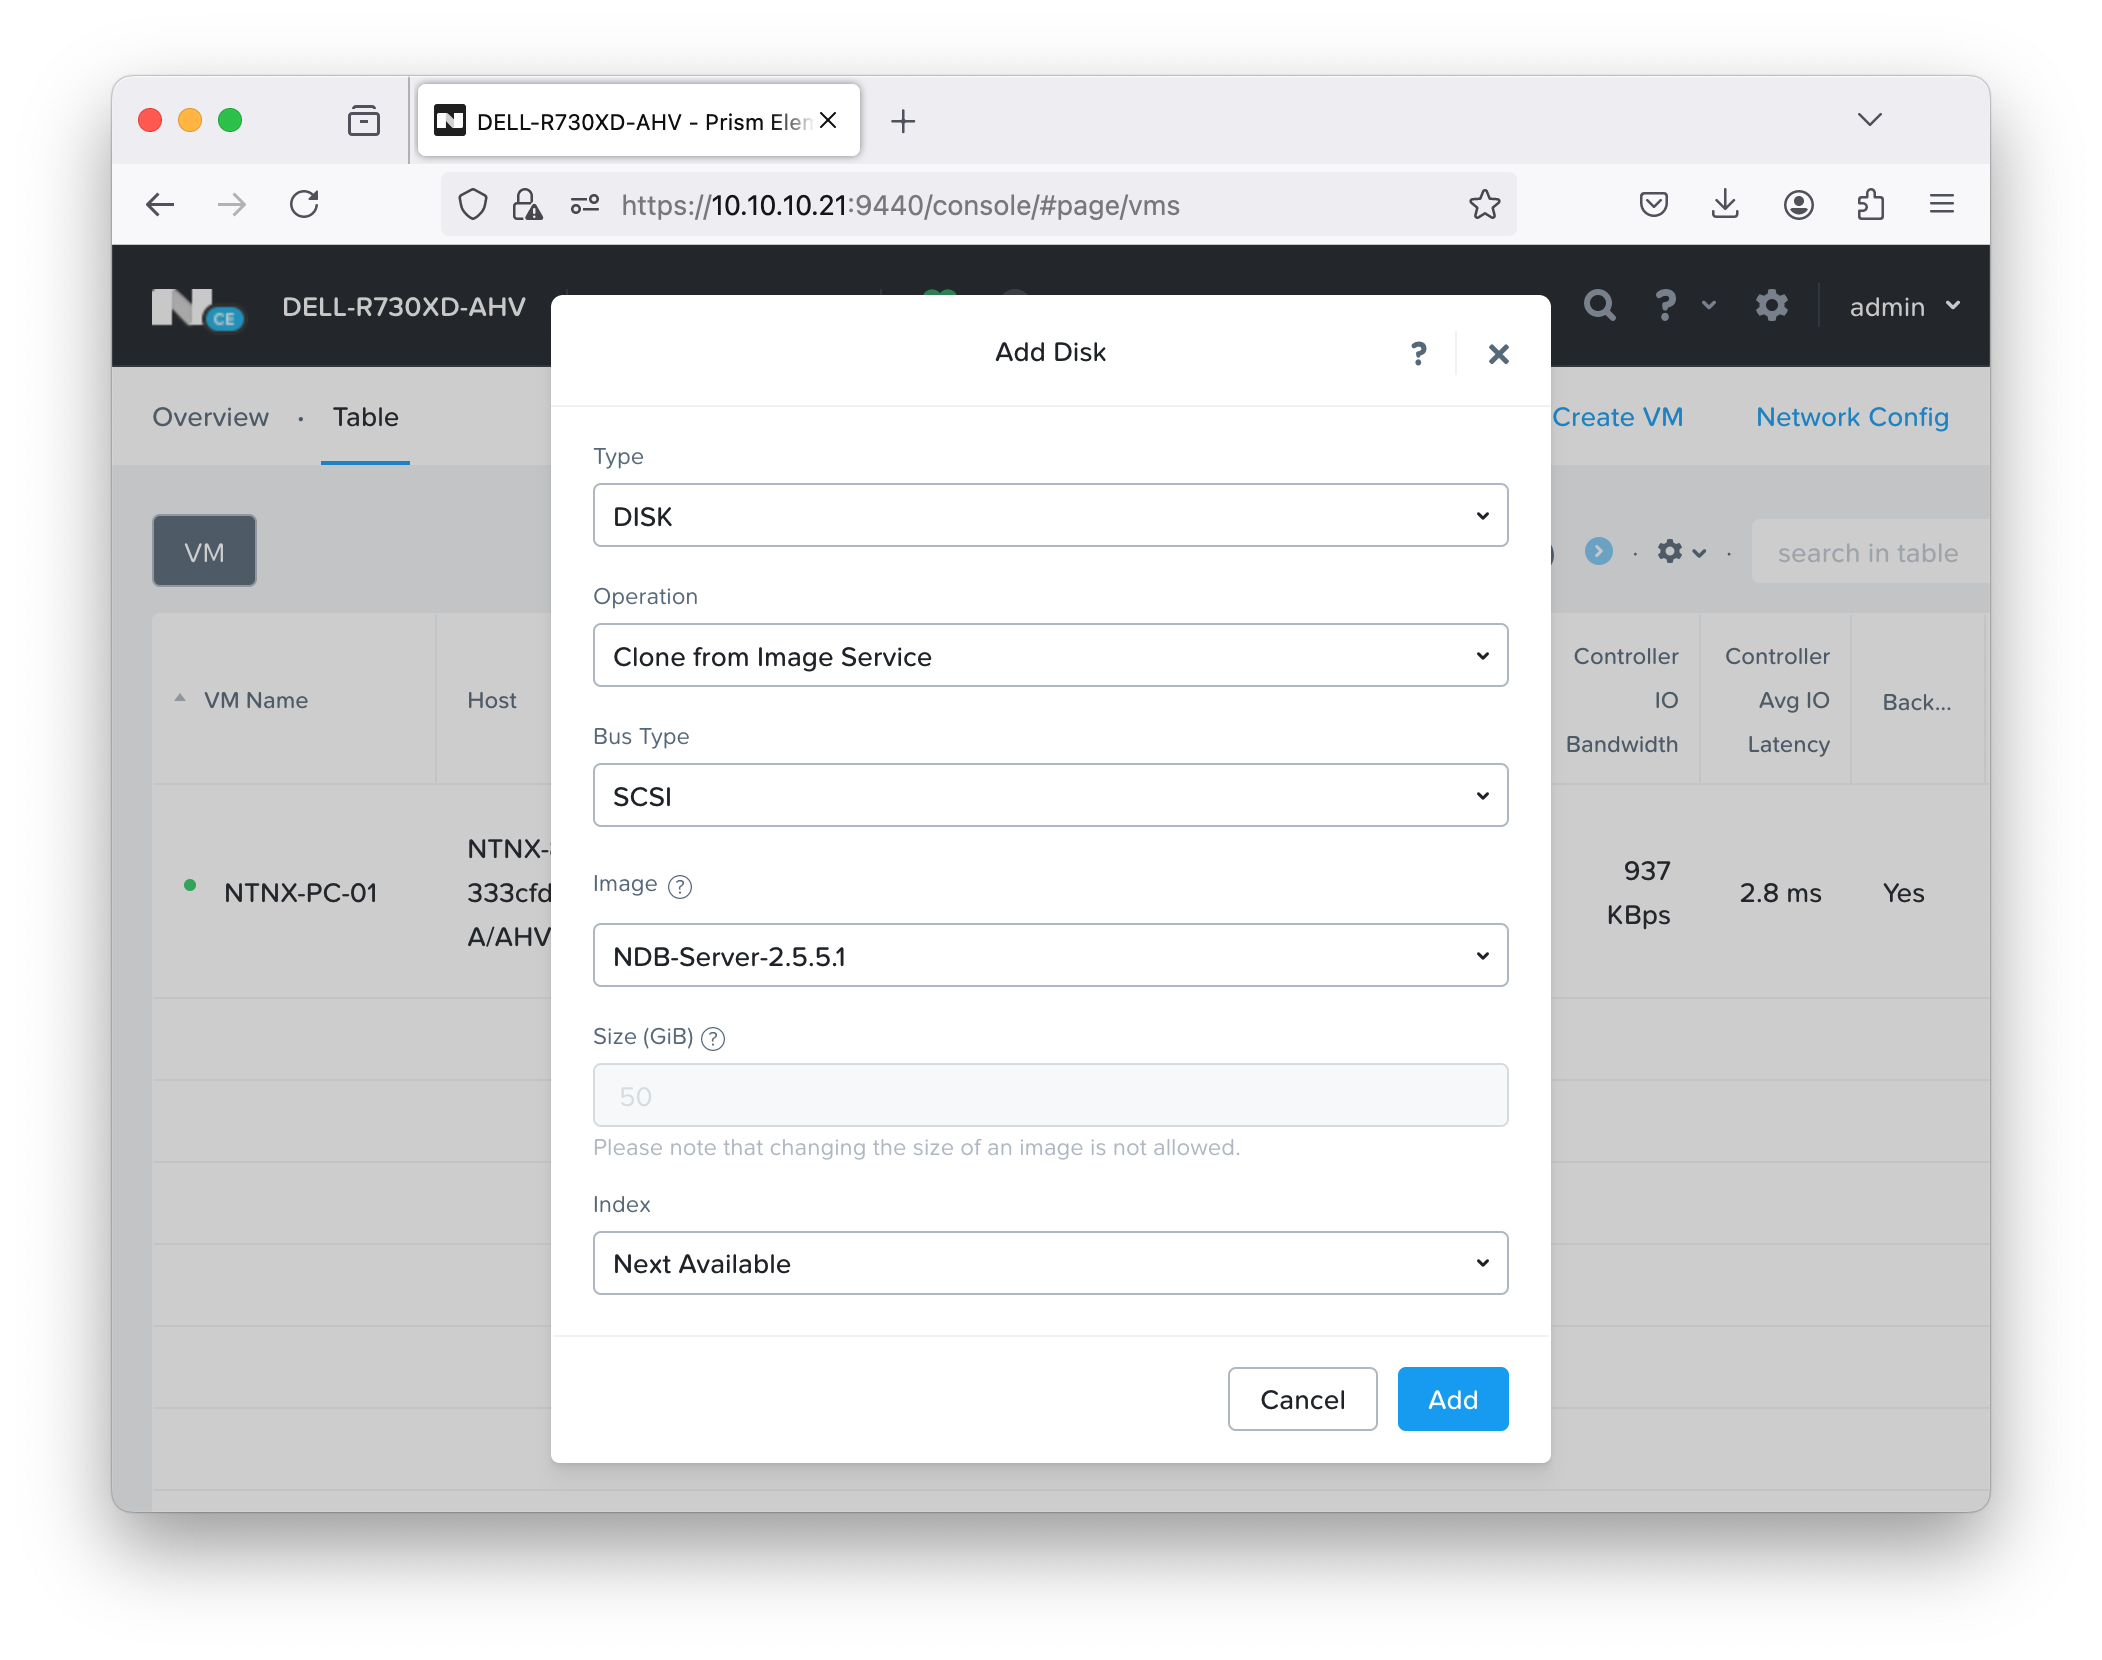 DELL-R730XD-AHV - Prism Elen
https://10.10.10.21:9440/console/#page/vms
N CE DELL-R730XD-AHV
? admin
Overview · Table
Create VM Network Config
VM
search in table
VM Name
Host
Controller IO Bandwidth
Controller Avg IO Latency
Back...
NTNX-PC-01
NTNX-
333cfd
A/AHV
937 KBps
2.8 ms
Yes
Add Disk ?
Type
DISK
Operation
Clone from Image Service
Bus Type
SCSI
Image ?
NDB-Server-2.5.5.1
Size (GiB) ?
50
Please note that changing the size of an image is not allowed.
Index
Next Available
Cancel Add